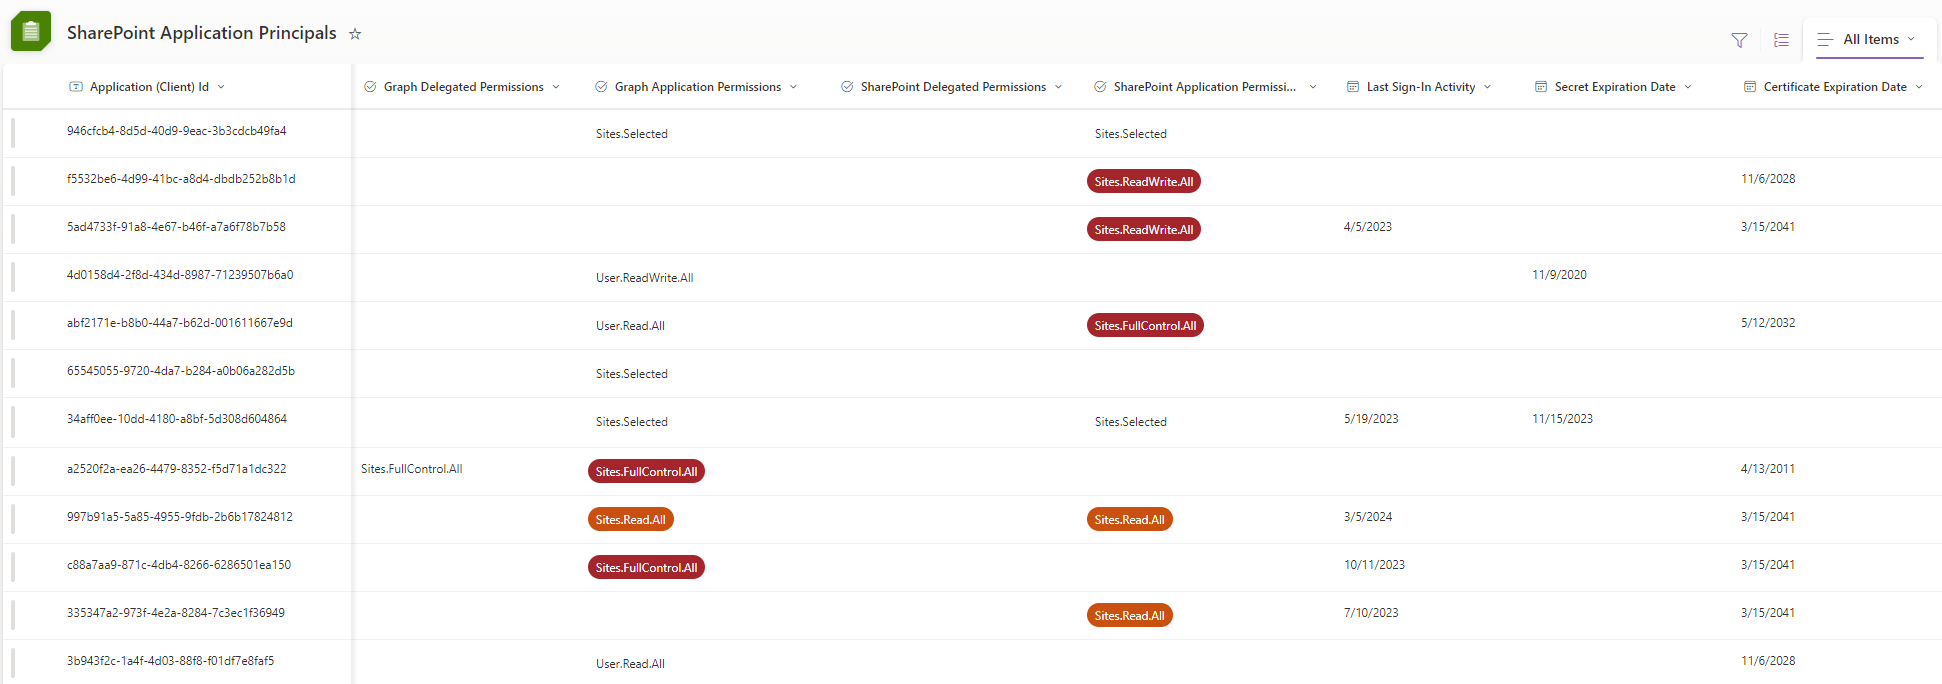 SharePoint Application Principals
All Items
Application (Client) Id Graph Delegated Permissions Graph Application Permissions SharePoint Delegated Permissions SharePoint Application Permissi... Last Sign-In Activity Secret Expiration Date Certificate Expiration Date
946cfcb4-8d5d-40d9-9eac-3b3cdcb49fa4 Sites.Selected Sites.Selected
f5532be6-4d99-41bc-a8d4-dbdb252b8b1d Sites.ReadWrite.All 11/6/2028
5ad4733f-91a8-4e67-b46f-a7a6f78b7b58 Sites.ReadWrite.All 4/5/2023 3/15/2041
4d0158d4-2f8d-434d-8987-71239507b6a0 User.ReadWrite.All 11/9/2020
abf2171e-b8b0-44a7-b62d-001611667e9d User.Read.All Sites.FullControl.All 5/12/2032
65545055-9720-4da7-b284-a0b06a282d5b Sites.Selected
34aff0ee-10dd-4180-a8bf-5d308d604864 Sites.Selected Sites.Selected 5/19/2023 11/15/2023
a2520f2a-ea26-4479-8352-f5d71a1dc322 Sites.FullControl.All Sites.FullControl.All 4/13/2011
997b91a5-5a85-4955-9fdb-2b6b17824812 Sites.Read.All Sites.Read.All 3/5/2024 3/15/2041
c88a7aa9-871c-4db4-8266-6286501ea150 Sites.FullControl.All 10/11/2023 3/15/2041
335347a2-973f-4e2a-8284-7c3ec1f36949 Sites.Read.All 7/10/2023 3/15/2041
3b943f2c-1a4f-4d03-88f8-f01df7e8faf5 User.Read.All 11/6/2028